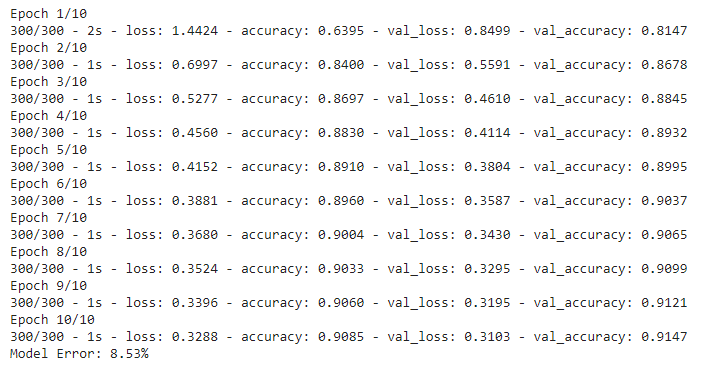 Epoch 1/10
300/300 - 2s - loss: 1.4424 - accuracy: 0.6395 - val_loss: 0.8499 - val_accuracy: 0.8147
Epoch 2/10
300/300 - 1s - loss: 0.6997 - accuracy: 0.8400 - val_loss: 0.5591 - val_accuracy: 0.8678
Epoch 3/10
300/300 - 1s - loss: 0.5277 - accuracy: 0.8697 - val_loss: 0.4610 - val_accuracy: 0.8845
Epoch 4/10
300/300 - 1s - loss: 0.4560 - accuracy: 0.8830 - val_loss: 0.4114 - val_accuracy: 0.8932
Epoch 5/10
300/300 - 1s - loss: 0.4152 - accuracy: 0.8910 - val_loss: 0.3804 - val_accuracy: 0.8995
Epoch 6/10
300/300 - 1s - loss: 0.3881 - accuracy: 0.8960 - val_loss: 0.3587 - val_accuracy: 0.9037
Epoch 7/10
300/300 - 1s - loss: 0.3680 - accuracy: 0.9004 - val_loss: 0.3430 - val_accuracy: 0.9065
Epoch 8/10
300/300 - 1s - loss: 0.3524 - accuracy: 0.9033 - val_loss: 0.3295 - val_accuracy: 0.9099
Epoch 9/10
300/300 - 1s - loss: 0.3396 - accuracy: 0.9060 - val_loss: 0.3195 - val_accuracy: 0.9121
Epoch 10/10
300/300 - 1s - loss: 0.3288 - accuracy: 0.9085 - val_loss: 0.3103 - val_accuracy: 0.9147
Model Error: 8.53%